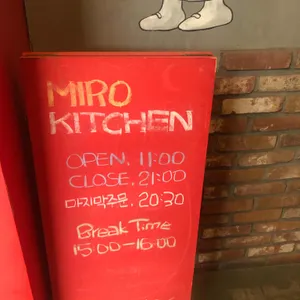 MIRO
KITCHEN
OPEN. 11:00
CLOSE. 21:00
마지막주문. 20:30
Break Time
15:00-16:00